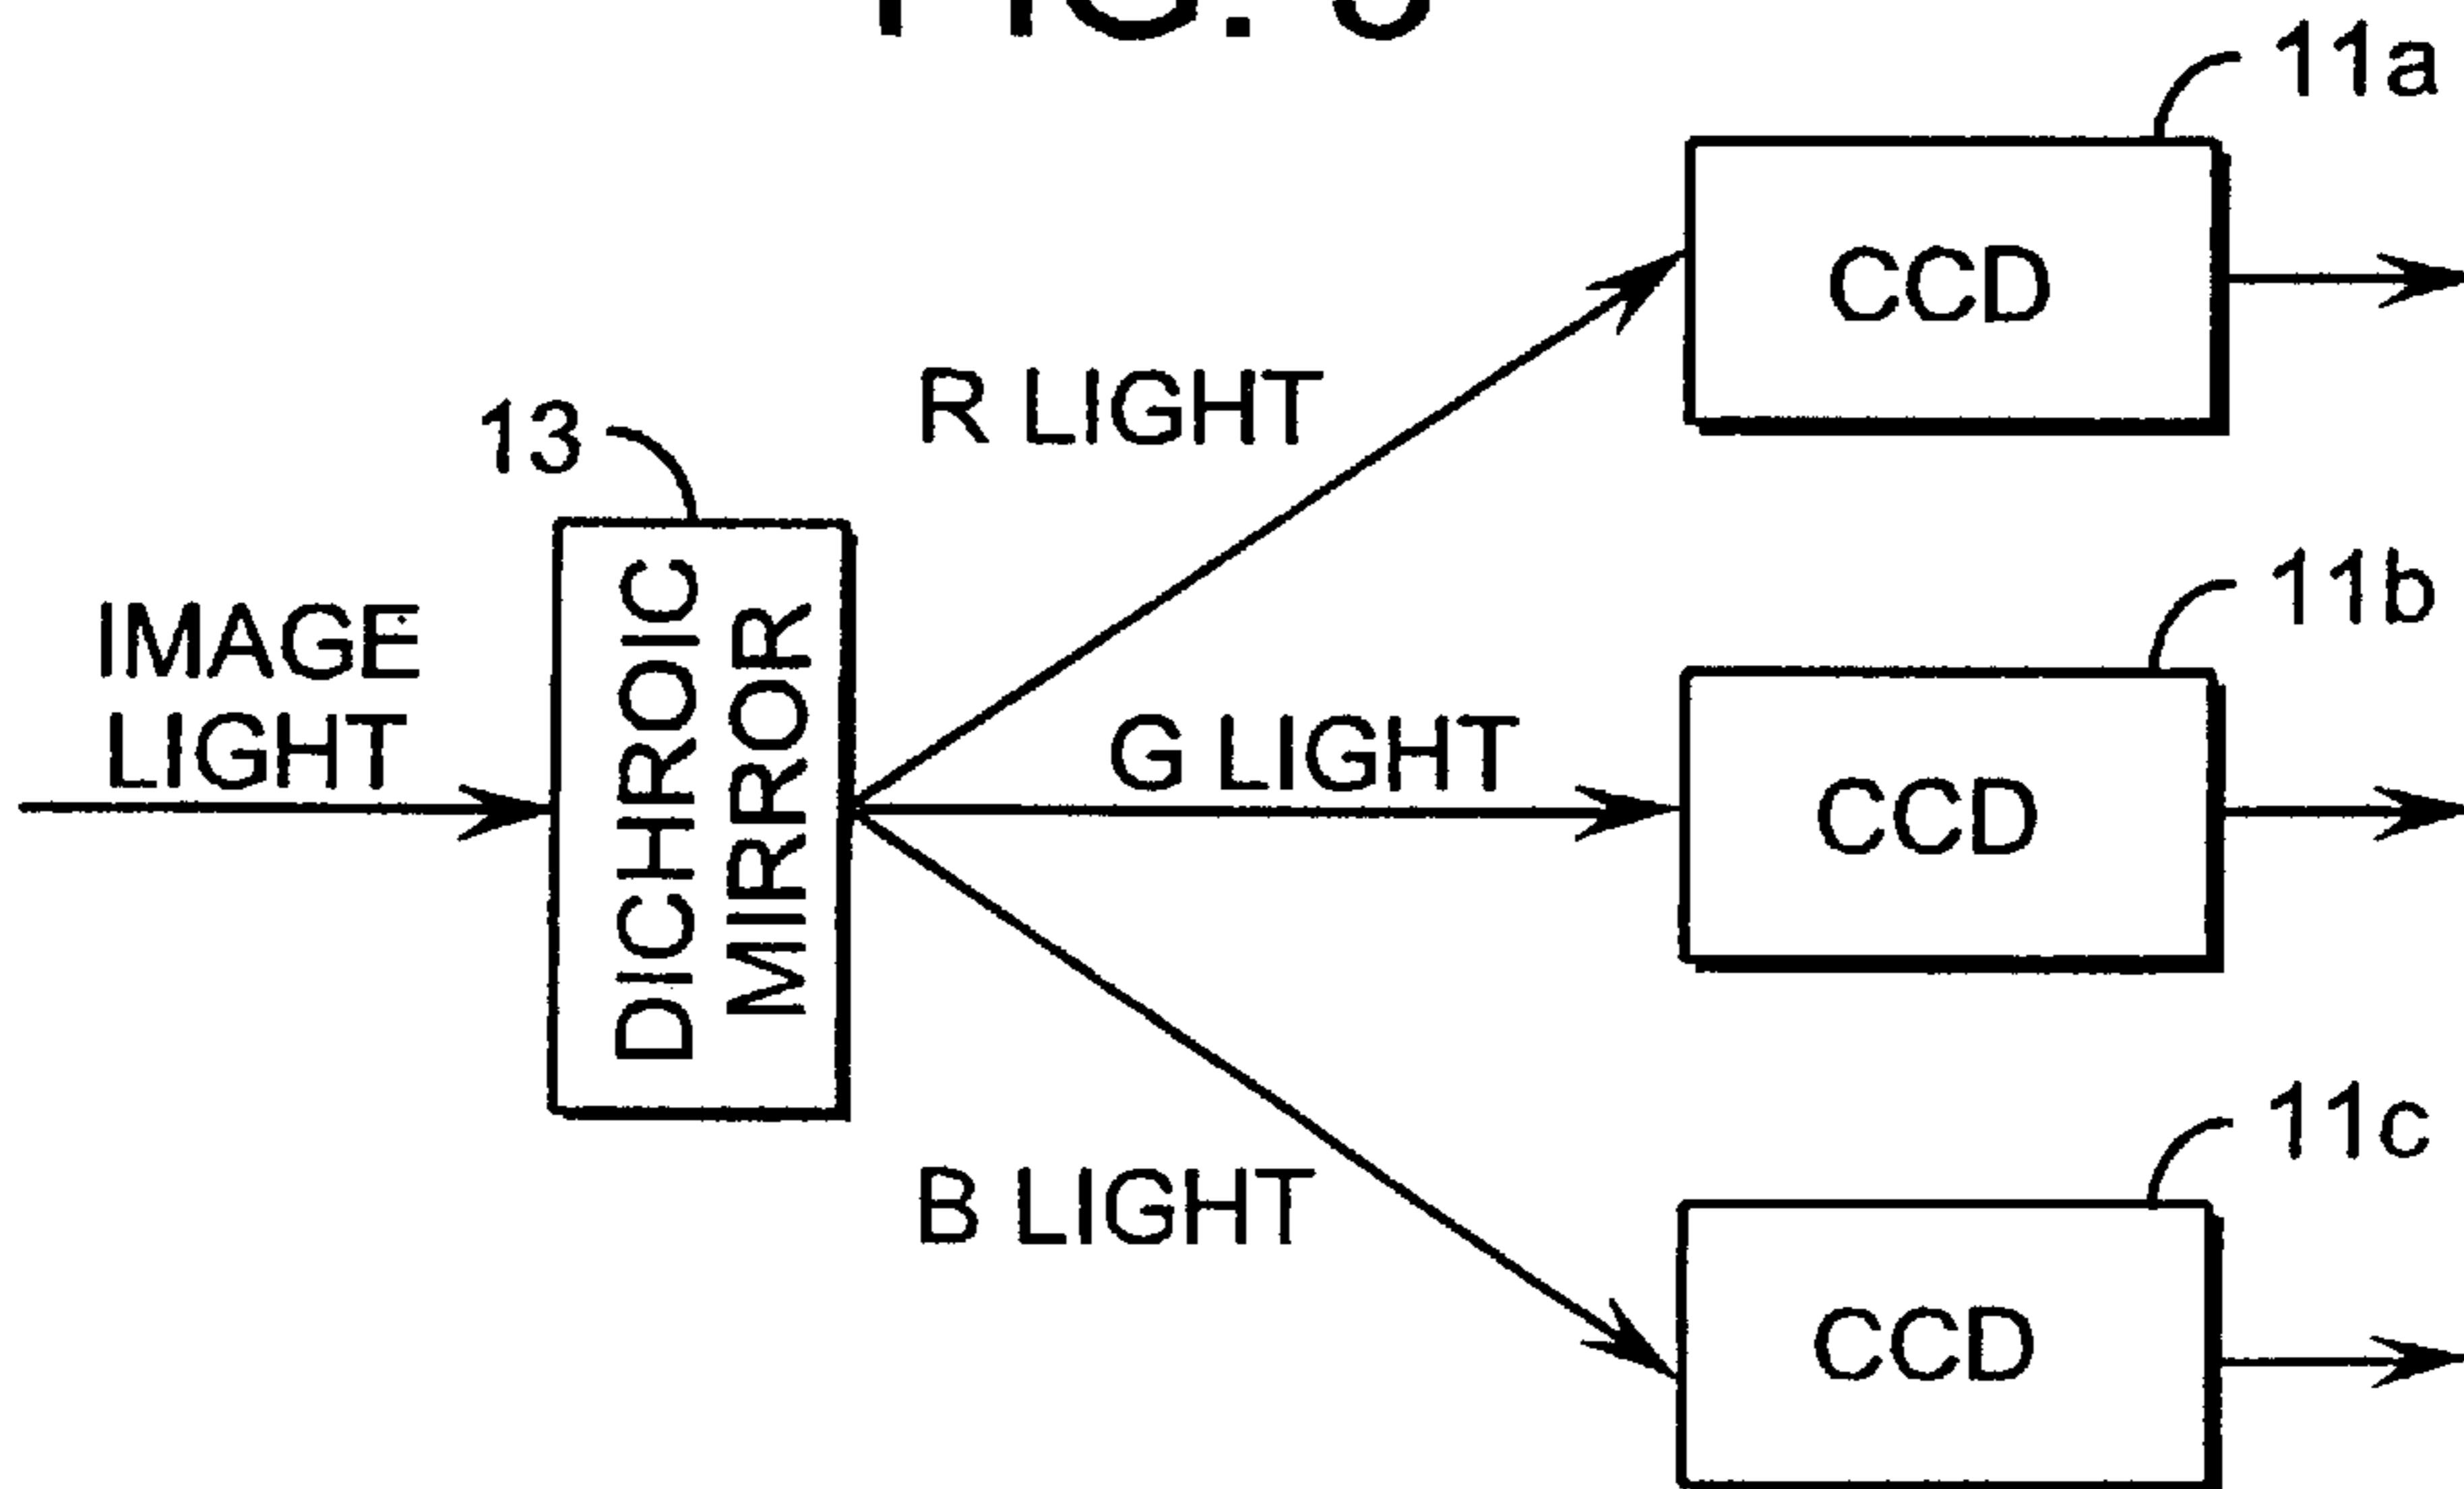 11a
CCD
R LIGHT
13
11b
IMAGE
LIGHT
DICHROIC
MIRROR
G LIGHT
CCD
11c
B LIGHT
CCD